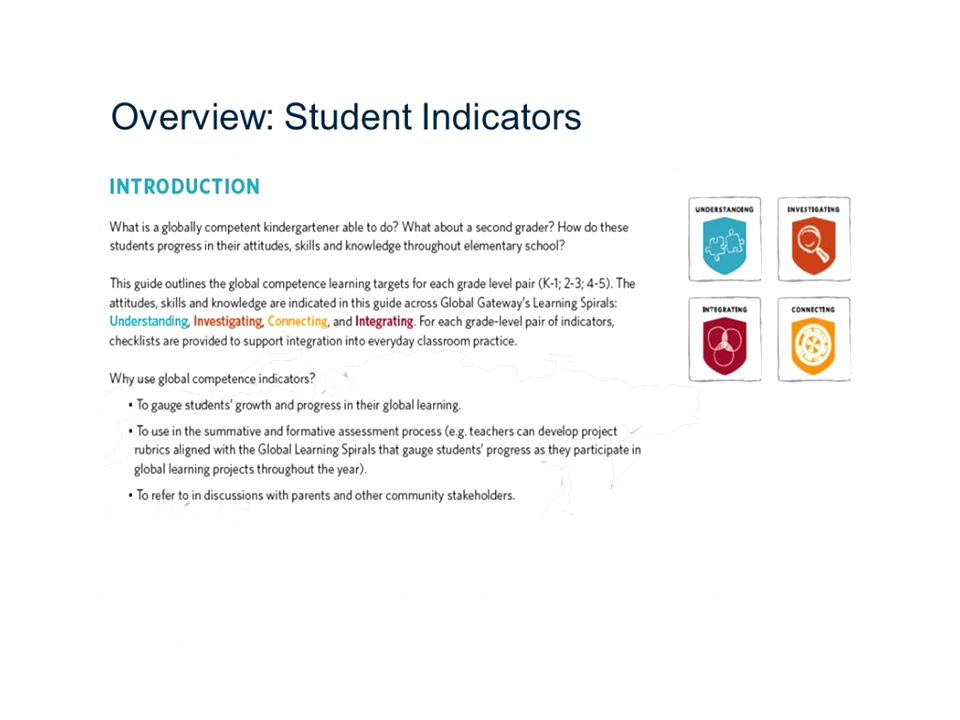 Overview: Student Indicators
INTRODUCTION
What is a globally competent kindergartener able to do? What about a second grader? How do these
students progress in their attitudes, skills and knowledge throughout elementary school?
This guide outlines the global competence learning targets for each grade level pair (K-1; 2-3; 4-5). The
attitudes, skills and knowledge are indicated in this guide across Global Gateway's Learning Spirals:
Understanding, Investigating, Connecting, and Integrating. For each grade-level pair of indicators,
checklists are provided to support integration into everyday classroom practice.
Why use global competence indicators?
• To gauge students' growth and progress in their global learning.
• To use in the summative and formative assessment process (e.g. teachers can develop project
rubrics aligned with the Global Learning Spirals that gauge students' progress as they participate in
global learning projects throughout the year).
• To refer to in discussions with parents and other community stakeholders.
UNDERSTANDING
INVESTIGATING
INTEGRATING
CONNECTING